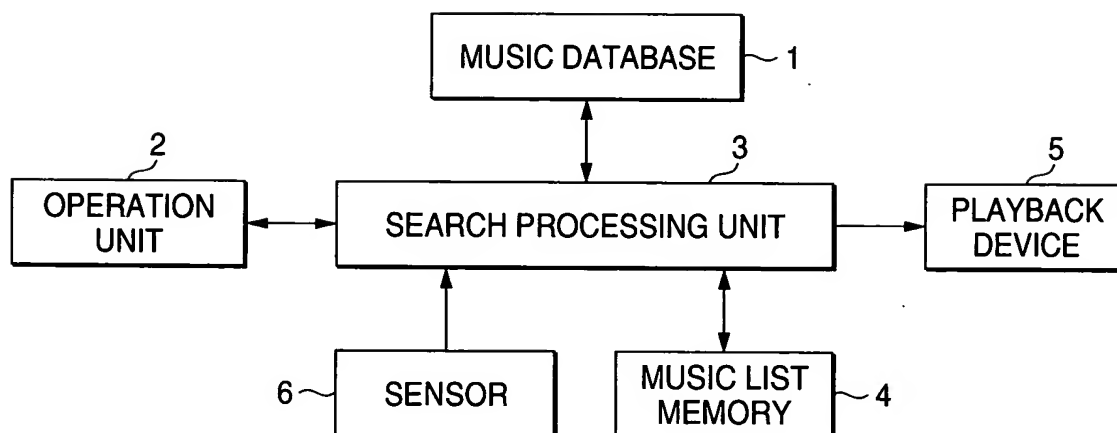 MUSIC DATABASE
1
2
3
5
OPERATION
UNIT
SEARCH PROCESSING UNIT
PLAYBACK
DEVICE
6
SENSOR
MUSIC LIST
MEMORY
4